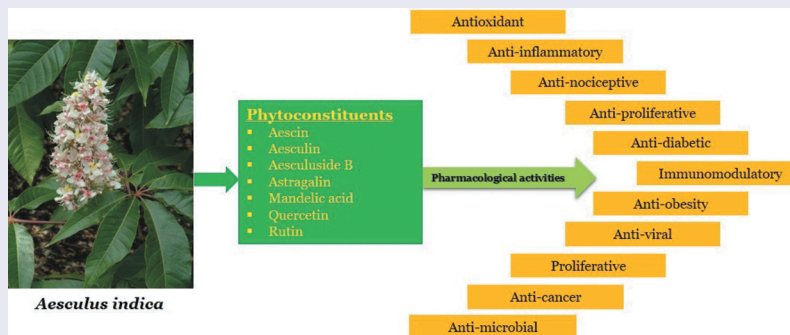 Aesculus indica
Phytoconstituents
▪ Aescin
▪ Aesculin
▪ Aesculuside B
▪ Astragalin
▪ Mandelic acid
▪ Quercetin
▪ Rutin
Pharmacological activities
Antioxidant
Anti-inflammatory
Anti-nociceptive
Anti-proliferative
Anti-diabetic
Immunomodulatory
Anti-obesity
Anti-viral
Proliferative
Anti-cancer
Anti-microbial